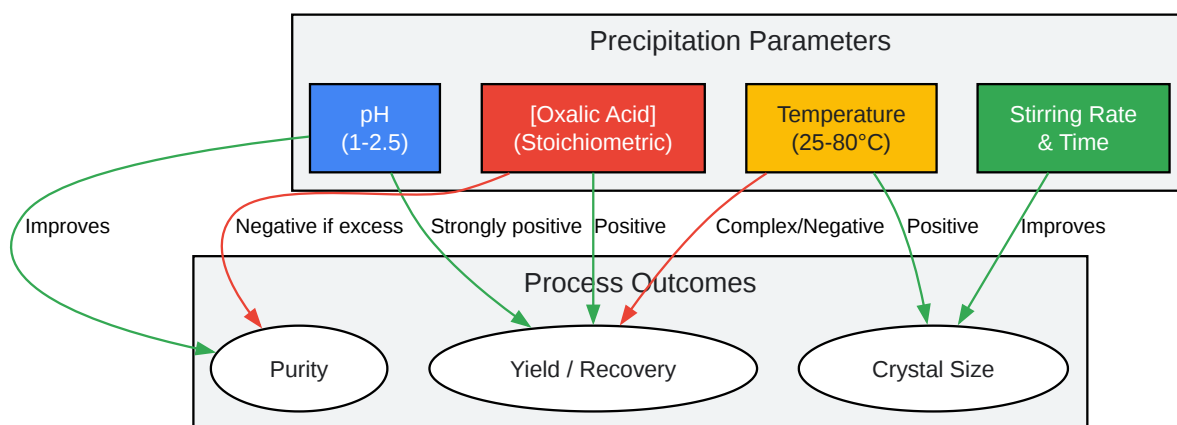 Precipitation Parameters
pH
(1-2.5)
[Oxalic Acid]
(Stoichiometric)
Temperature
(25-80°C)
Stirring Rate
& Time
Improves
Negative if excess
Strongly positive
Positive
Complex/Negative
Positive
Improves
Process Outcomes
Purity
Yield / Recovery
Crystal Size